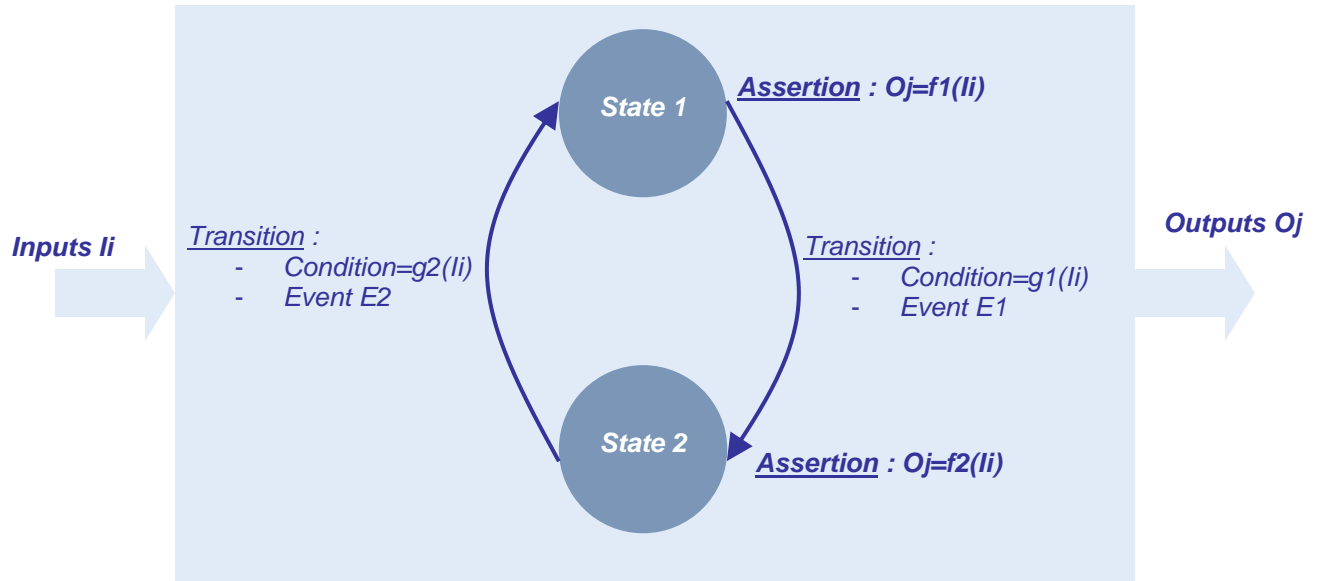 State 1
Assertion : Oj=f1(Ii)
Inputs Ii
Transition :
- Condition=g2(Ii)
- Event E2
Transition :
- Condition=g1(Ii)
- Event E1
Outputs Oj
State 2
Assertion : Oj=f2(Ii)